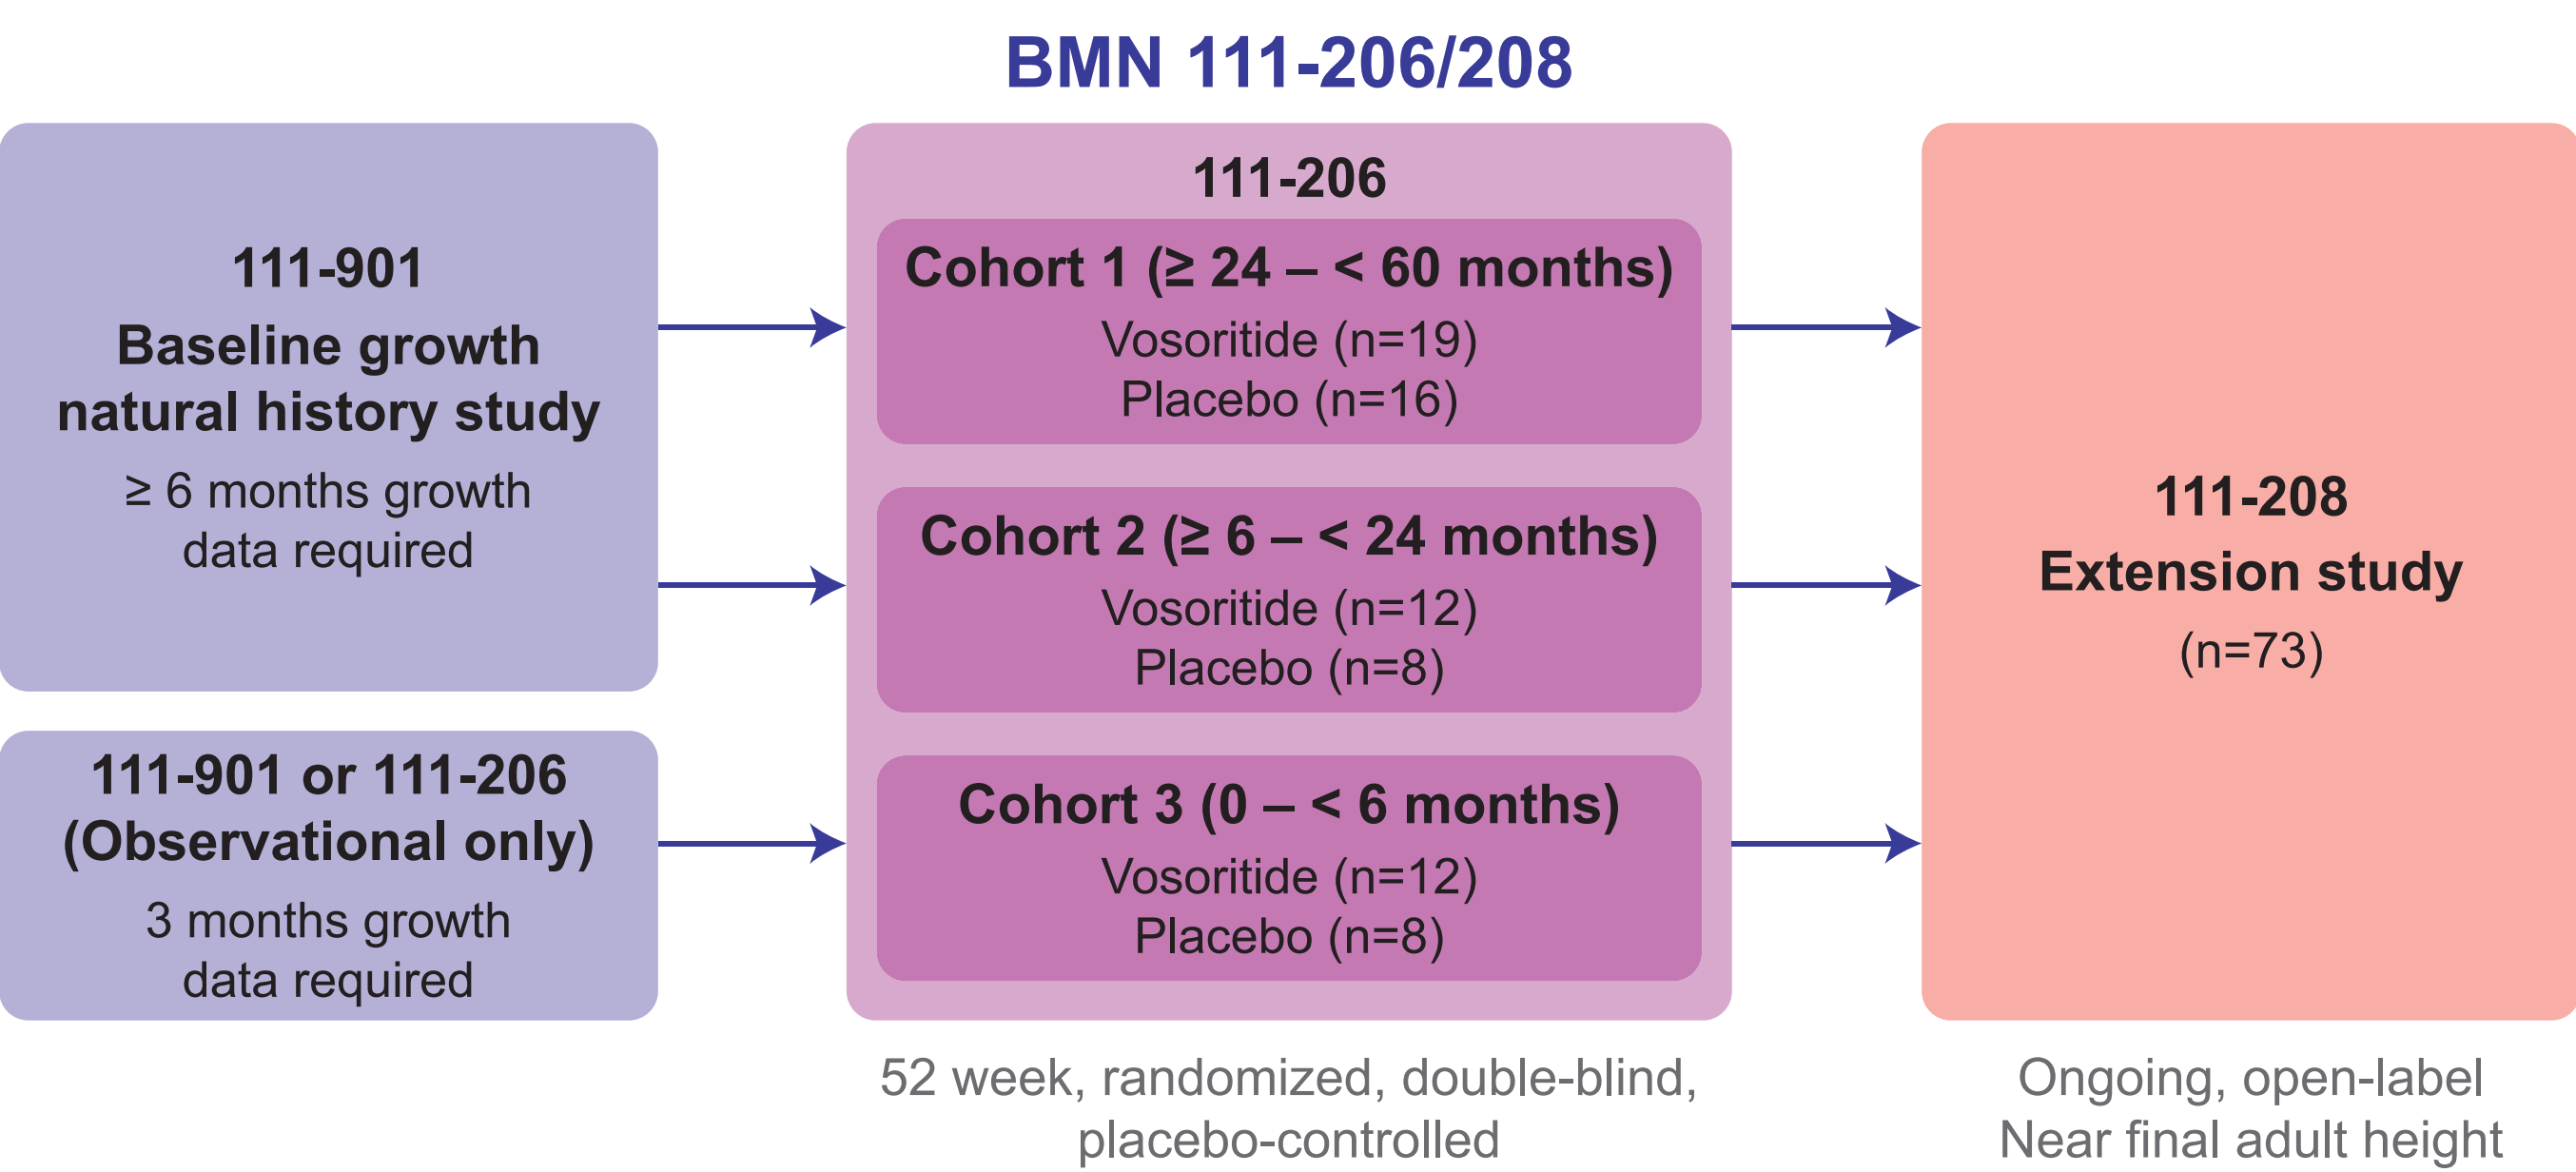 BMN 111-206/208
111-901
Baseline growth
natural history study
≥ 6 months growth
data required
111-901 or 111-206
(Observational only)
3 months growth
data required
111-206
Cohort 1 (≥ 24 – < 60 months)
Vosoritide (n=19)
Placebo (n=16)
Cohort 2 (≥ 6 – < 24 months)
Vosoritide (n=12)
Placebo (n=8)
Cohort 3 (0 – < 6 months)
Vosoritide (n=12)
Placebo (n=8)
52 week, randomized, double-blind,
placebo-controlled
111-208
Extension study
(n=73)
Ongoing, open-label
Near final adult height